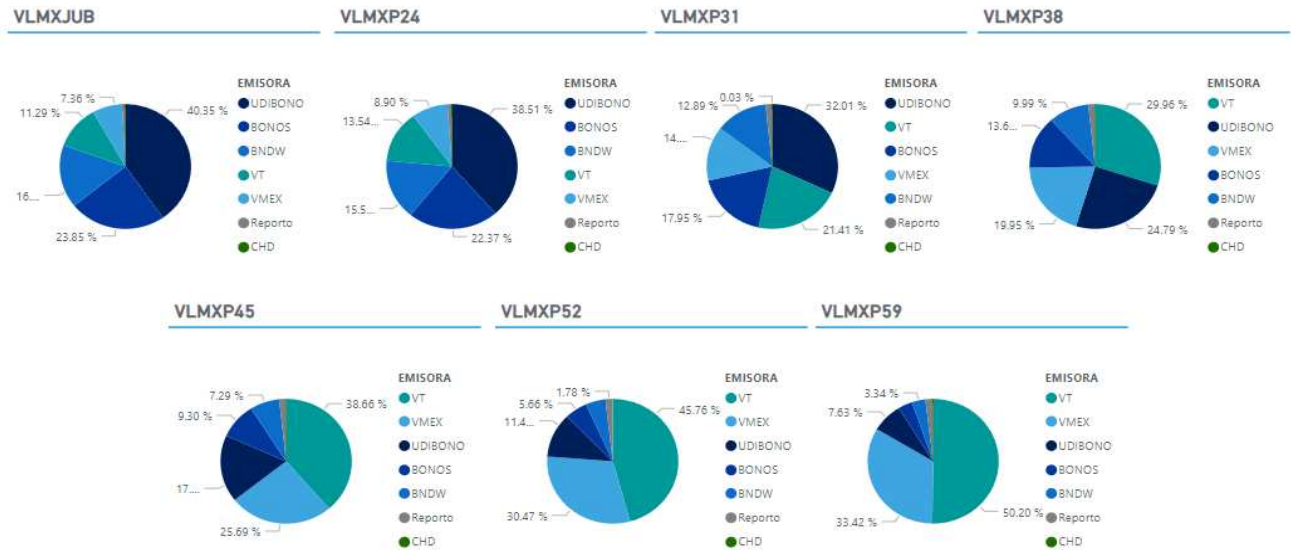 VLMXJUB
VLMXP24
VLMXP31
VLMXP38
EMISORA
UDIBONO
BONOS
BNDW
VT
VMEX
Reporto
CHD
7.36 %
11.29 %
40.35 %
16...
23.85 %
EMISORA
UDIBONO
BONOS
BNDW
VT
VMEX
Reporto
CHD
8.90 %
13.54...
38.51 %
15.5...
22.37 %
EMISORA
UDIBONO
VT
BONOS
VMEX
BNDW
Reporto
CHD
0.03 %
12.89 %
32.01 %
14...
17.95 %
21.41 %
EMISORA
VT
UDIBONO
VMEX
BONOS
BNDW
Reporto
CHD
9.99 %
29.96 %
13.6...
19.95 %
24.79 %
VLMXP45
VLMXP52
VLMXP59
EMISORA
VT
VMEX
UDIBONO
BONOS
BNDW
Reporto
CHD
7.29 %
38.66 %
9.30 %
17....
25.69 %
EMISORA
VT
VMEX
UDIBONO
BONOS
BNDW
Reporto
CHD
1.78 %
5.66 %
45.76 %
11.4...
30.47 %
EMISORA
VT
VMEX
UDIBONO
BONOS
BNDW
Reporto
CHD
3.34 %
7.63 %
33.42 %
50.20 %